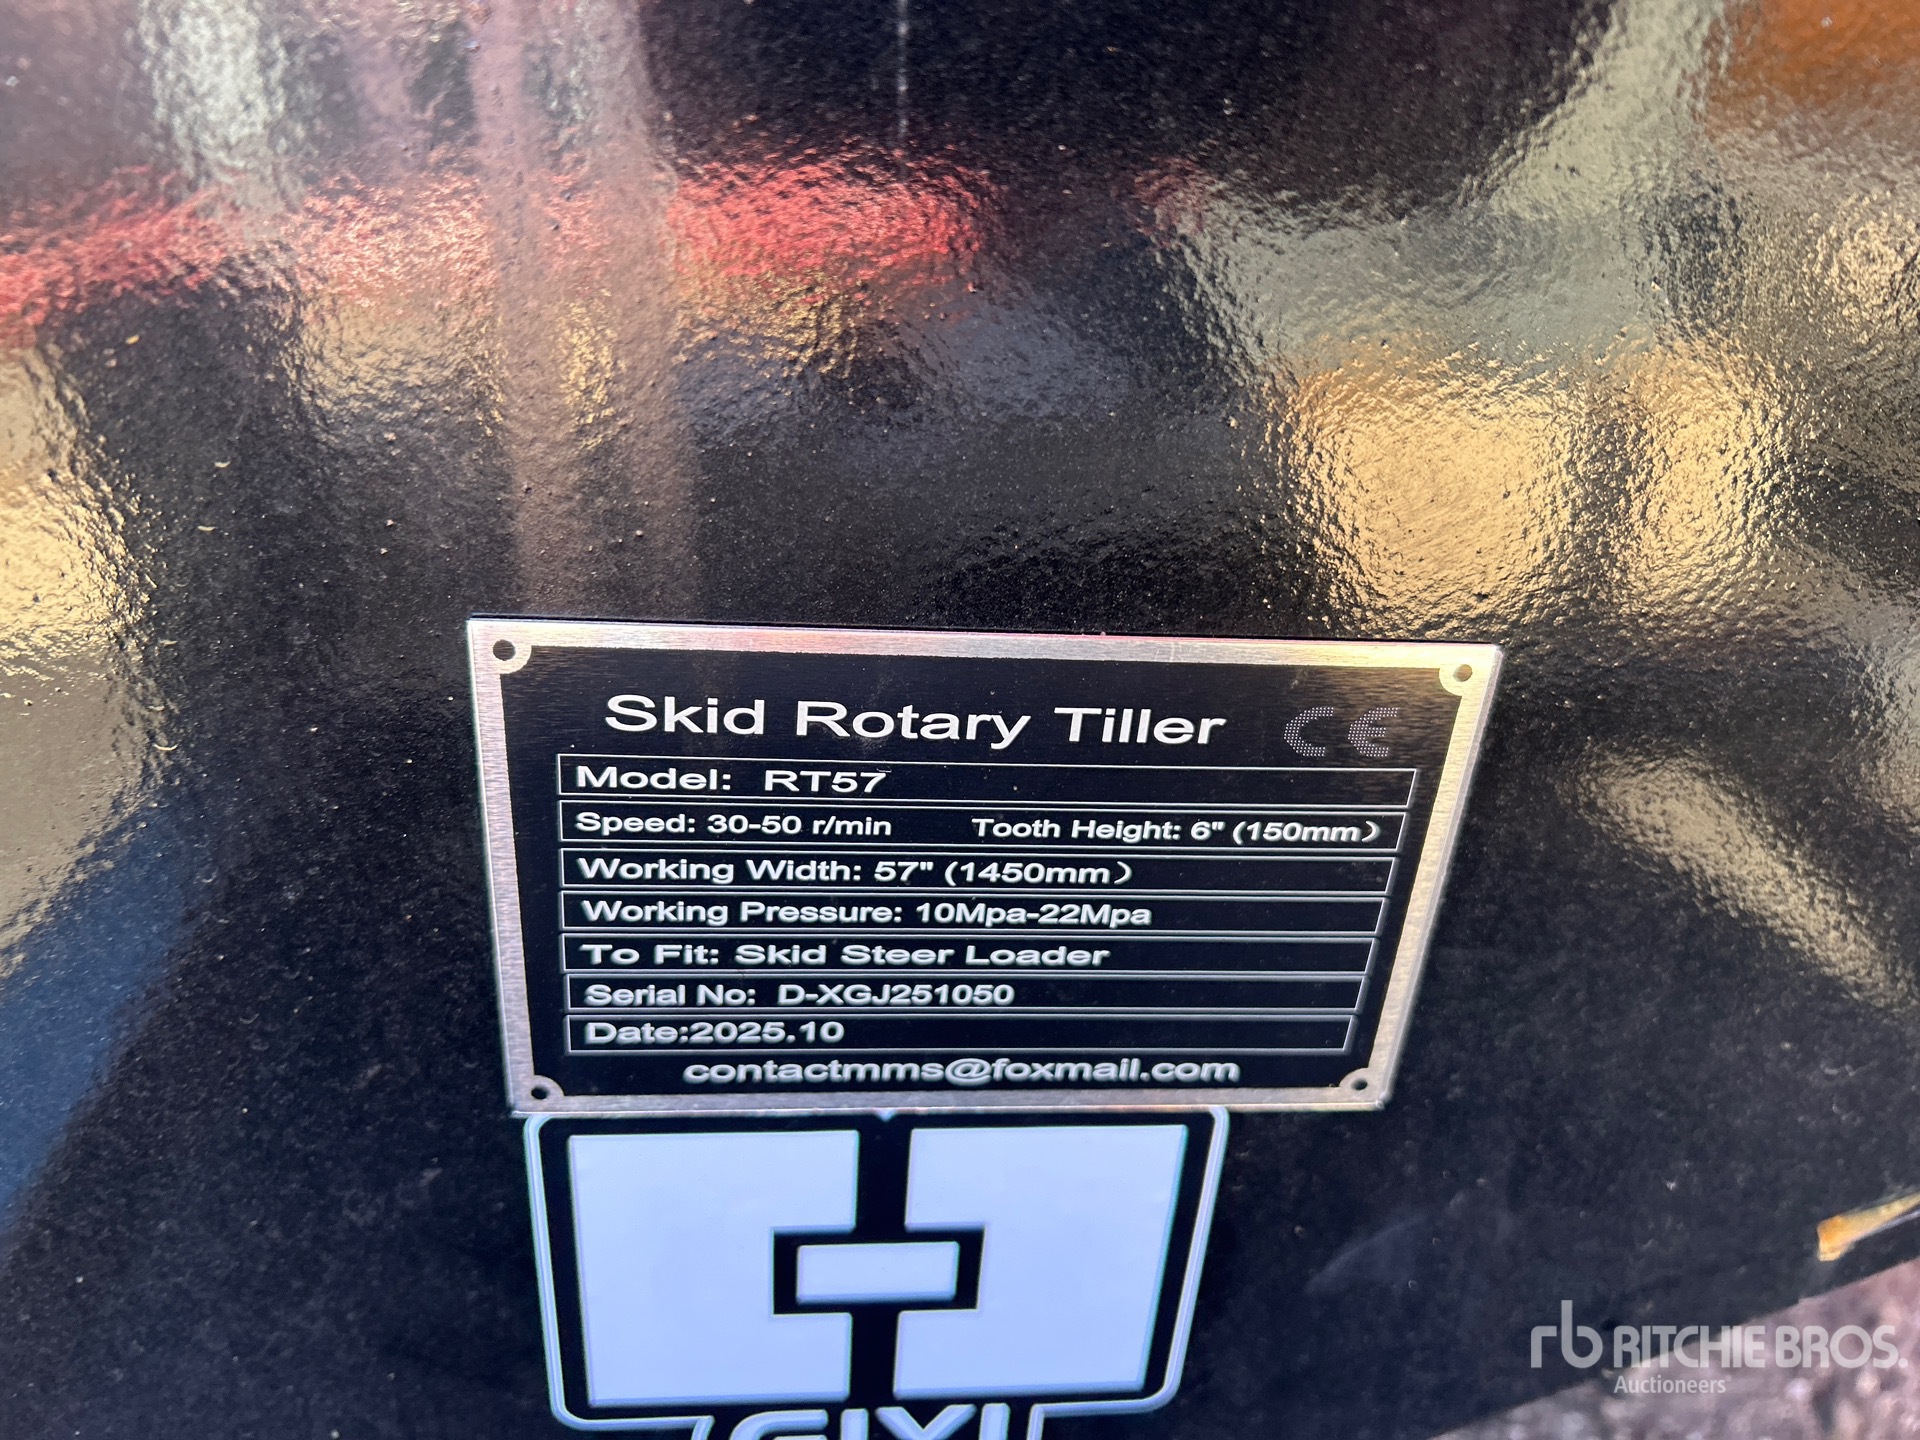 Skid Rotary Tiller CE
Model: RT57
Speed: 30-50 r/min Tooth Height: 6" (150mm）
Working Width: 57" (1450mm）
Working Pressure: 10Mpa-22Mpa
To Fit: Skid Steer Loader
Serial No: D-XGJ251050
Date:2025.10
contactmms@foxmail.com
rb RITCHIE BROS.
Auctioneers